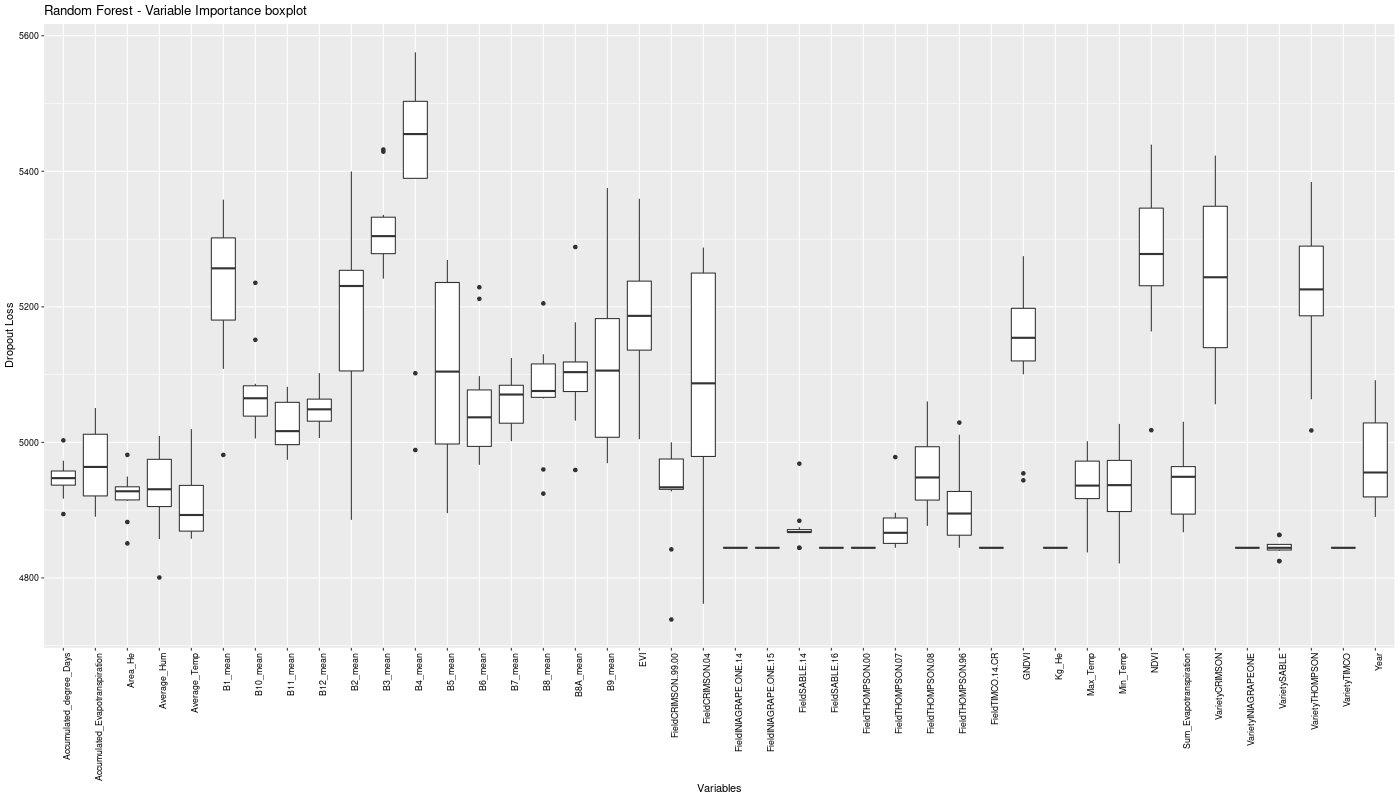 Random Forest - Variable Importance boxplot
5600
5400
5200
5000
4800
Dropout Loss
Accumulated_degree_Days
Accumulated_Evapotranspiration
Area_He
Average_Hum
Average_Temp
B1_mean
B10_mean
B11_mean
B12_mean
B2_mean
B3_mean
B4_mean
B5_mean
B6_mean
B7_mean
B8_mean
B8A_mean
B9_mean
EVI
FieldCRIMSON.99.00
FieldCRIMSON.04
FieldINIAGRAPE.ONE.14
FieldINIAGRAPE.ONE.15
FieldSABLE.14
FieldSABLE.16
FieldTHOMPSON.00
FieldTHOMPSON.07
FieldTHOMPSON.08
FieldTHOMPSON.96
FieldTIMCO.14.CR
GNDVI
Kg_He
Max_Temp
Min_Temp
NDVI
Sum_Evapotranspiration
VarietyCRIMSON
VarietyINIAGRAPEONE
VarietySABLE
VarietyTHOMPSON
VarietyTIMCO
Year
Variables